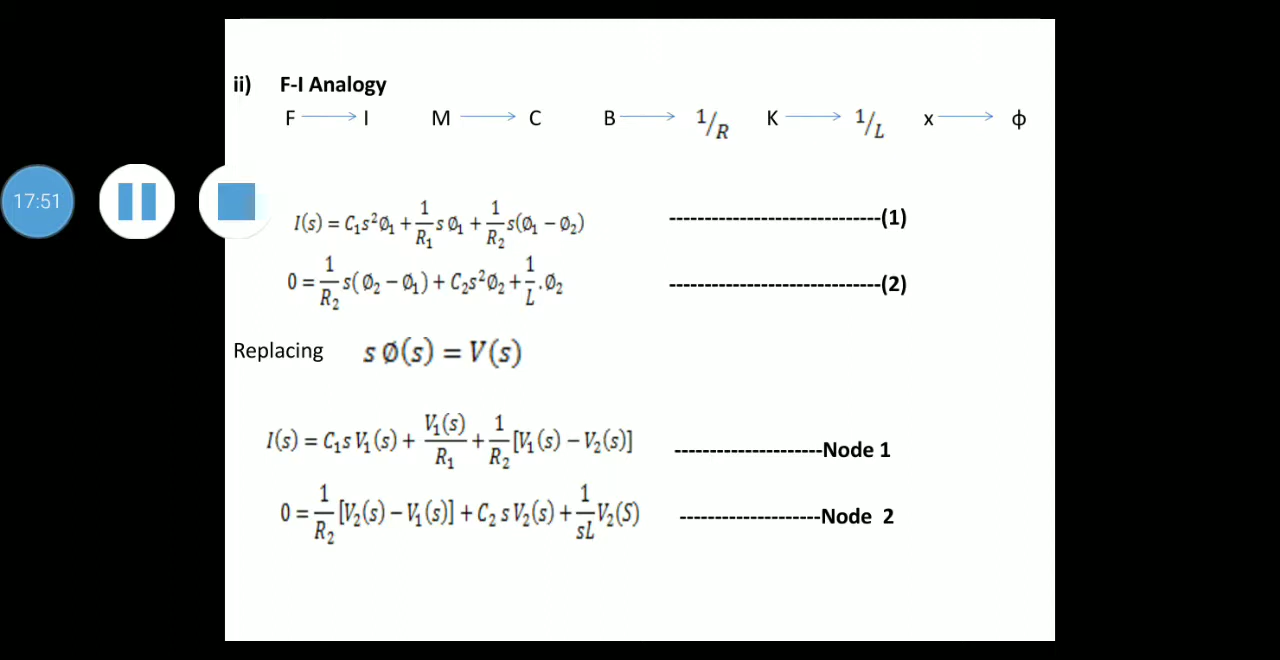 ii) F-I Analogy
F → I M → C B → 1/R K → 1/L x → ф
17:51
I(s) = C₁s²Ø₁ + 1/R₁ s Ø₁ + 1/R₂ s(Ø₁ − Ø₂) ------------------------------(1)
0 = 1/R₂ s(Ø₂ − Ø₁) + C₂s²Ø₂ + 1/L .Ø₂ ------------------------------(2)
Replacing s Ø(s) = V(s)
I(s) = C₁s V₁(s) + V₁(s)/R₁ + 1/R₂ [V₁(s) − V₂(s)] ---------------------Node 1
0 = 1/R₂ [V₂(s) − V₁(s)] + C₂ s V₂(s) + 1/sL V₂(S) --------------------Node 2